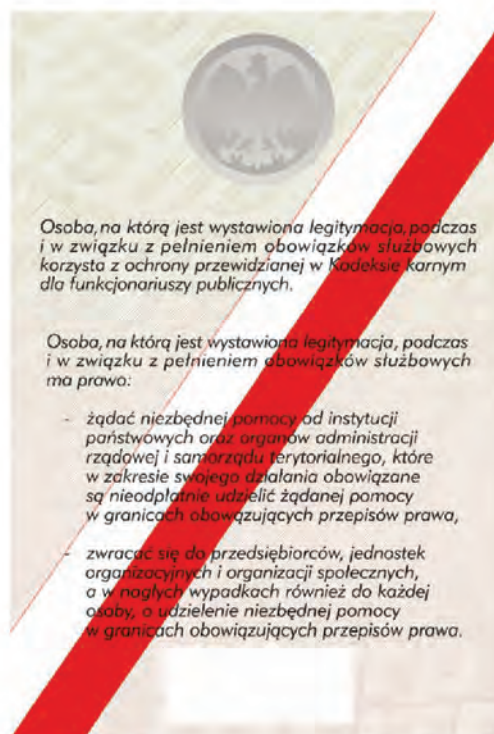 Osoba, na którą jest wystawiona legitymacja, podczas
i w związku z pełnieniem obowiązków służbowych
korzysta z ochrony przewidzianej w Kodeksie karnym
dla funkcjonariuszy publicznych.
Osoba, na którą jest wystawiona legitymacja, podczas
i w związku z pełnieniem obowiązków służbowych
ma prawo:
- żądać niezbędnej pomocy od instytucji
państwowych oraz organów administracji
rządowej i samorządu terytorialnego, które
w zakresie swojego działania obowiązane
są nieodpłatnie udzielić żądanej pomocy
w granicach obowązujących przepisów prawa,
- zwracać się do przedsiębiorców, jednostek
organizacyjnych i organizacji społecznych,
a w nagłych wypadkach również do każdej
osoby, o udzielenie niezbędnej pomocy
w granicach obowiązujących przepisów prawa.